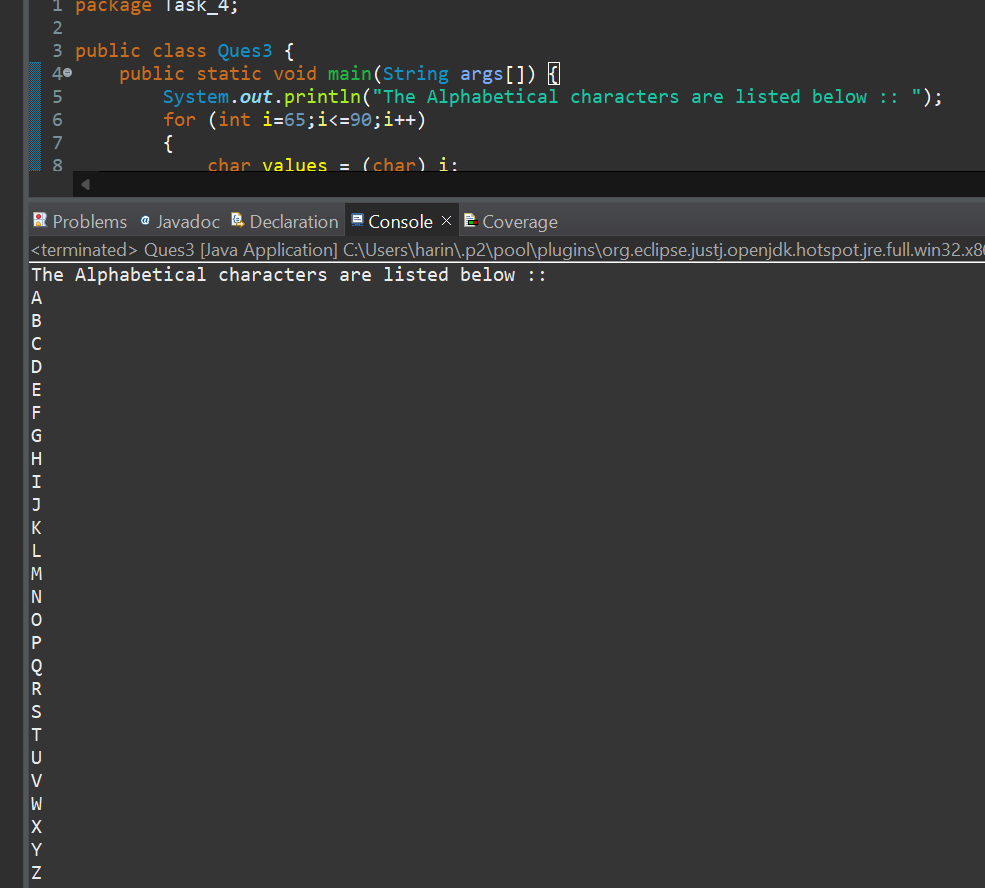 1 package Task_4;
2
3 public class Ques3 {
4 public static void main(String args[]) {
5 System.out.println("The Alphabetical characters are listed below :: ");
6 for (int i=65;i<=90;i++)
7 {
8 char values = (char) i;
Problems Javadoc Declaration Console Coverage
<terminated> Ques3 [Java Application] C:\Users\harin\.p2\pool\plugins\org.eclipse.justj.openjdk.hotspot.jre.full.win32.x86
The Alphabetical characters are listed below ::
A
B
C
D
E
F
G
H
I
J
K
L
M
N
O
P
Q
R
S
T
U
V
W
X
Y
Z